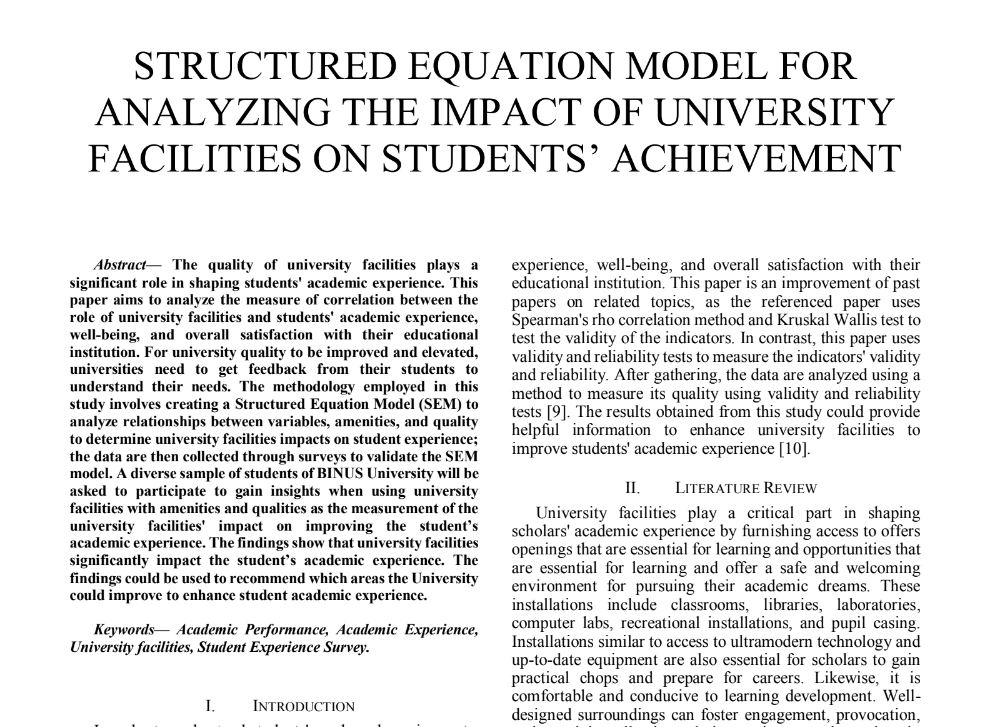 STRUCTURED EQUATION MODEL FOR
ANALYZING THE IMPACT OF UNIVERSITY
FACILITIES ON STUDENTS’ ACHIEVEMENT
Abstract— The quality of university facilities plays a
significant role in shaping students' academic experience. This
paper aims to analyze the measure of correlation between the
role of university facilities and students' academic experience,
well-being, and overall satisfaction with their educational
institution. For university quality to be improved and elevated,
universities need to get feedback from their students to
understand their needs. The methodology employed in this
study involves creating a Structured Equation Model (SEM) to
analyze relationships between variables, amenities, and quality
to determine university facilities impacts on student experience;
the data are then collected through surveys to validate the SEM
model. A diverse sample of students of BINUS University will be
asked to participate to gain insights when using university
facilities with amenities and qualities as the measurement of the
university facilities' impact on improving the student’s
academic experience. The findings show that university facilities
significantly impact the student’s academic experience. The
findings could be used to recommend which areas the University
could improve to enhance student academic experience.
Keywords— Academic Performance, Academic Experience,
University facilities, Student Experience Survey.
I. INTRODUCTION
experience, well-being, and overall satisfaction with their
educational institution. This paper is an improvement of past
papers on related topics, as the referenced paper uses
Spearman's rho correlation method and Kruskal Wallis test to
test the validity of the indicators. In contrast, this paper uses
validity and reliability tests to measure the indicators' validity
and reliability. After gathering, the data are analyzed using a
method to measure its quality using validity and reliability
tests [9]. The results obtained from this study could provide
helpful information to enhance university facilities to
improve students' academic experience [10].
II. LITERATURE REVIEW
University facilities play a critical part in shaping
scholars' academic experience by furnishing access to offers
openings that are essential for learning and opportunities that
are essential for learning and offer a safe and welcoming
environment for pursuing their academic dreams. These
installations include classrooms, libraries, laboratories,
computer labs, recreational installations, and pupil casing.
Installations similar to access to ultramodern technology and
up-to-date equipment are also essential for scholars to gain
practical chops and prepare for careers. Likewise, it is
comfortable and conducive to learning development. Well-
designed surroundings can foster engagement, provocation,